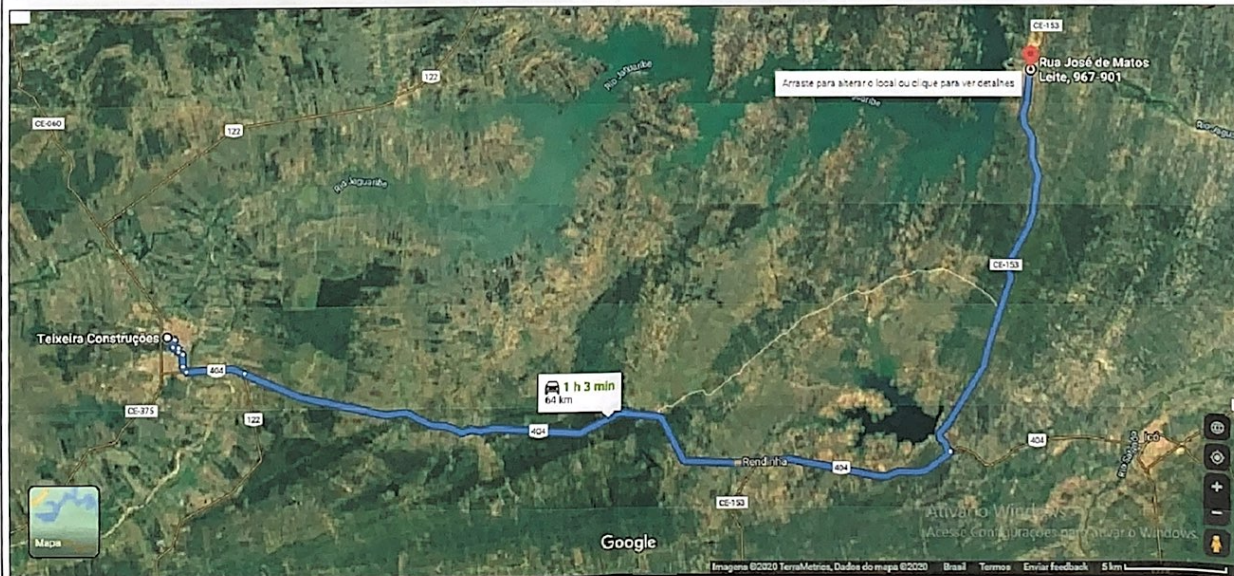 CE-153
Rua José de Matos
Leite, 967-901
Arraste para alterar o local ou clique para ver detalhes
Rio Jaguaribe
122
CE-060
122
Rio Jaguaribe
CE-153
Teixeira Construções
404
1 h 3 min
64 km
CE-375
122
404
404
Icó
Rendinha
404
CE-153
Mapa
Google
Ativar o Windows
Acesse Configurações para ativar o Windows.
Imagens ©2020 TerraMetrics, Dados do mapa ©2020
Brasil
Termos
Enviar feedback
5 km